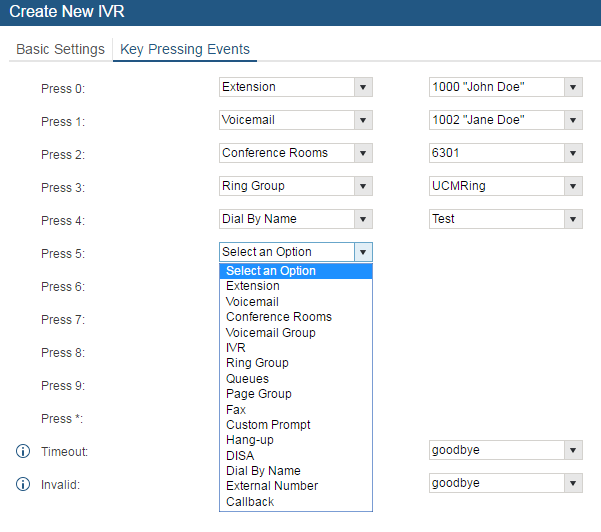 Create New IVR
Basic Settings Key Pressing Events
Press 0: Extension 1000 "John Doe"
Press 1: Voicemail 1002 "Jane Doe"
Press 2: Conference Rooms 6301
Press 3: Ring Group UCMRing
Press 4: Dial By Name Test
Press 5: Select an Option
Select an Option
Press 6: Extension
Voicemail
Press 7: Conference Rooms
Voicemail Group
Press 8: IVR
Ring Group
Press 9: Queues
Page Group
Press *: Fax
Custom Prompt
Hang-up
Timeout: DISA goodbye
Dial By Name
Invalid: External Number goodbye
Callback